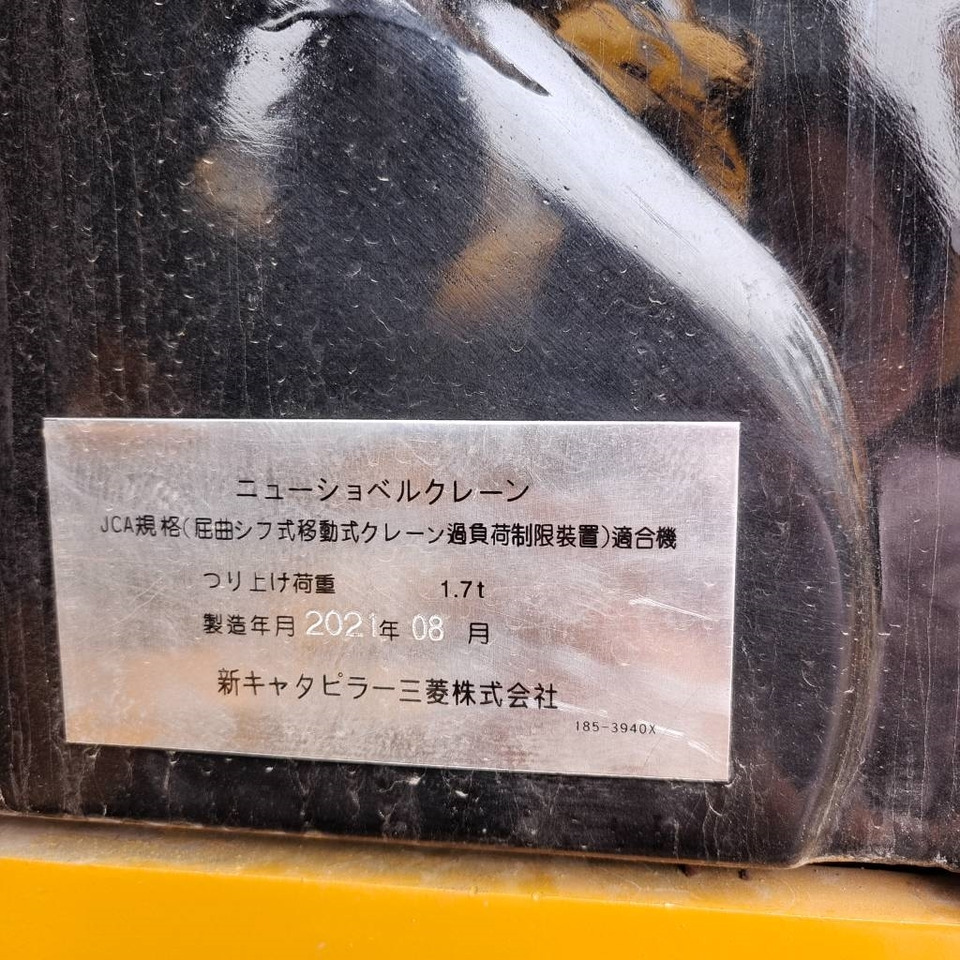 ニューショベルクレーン
JCA規格(屈曲シフ式移動式クレーン過負荷制限装置)適合機
つり上げ荷重 1.7t
製造年月 2021年 08 月
新キャタピラー三菱株式会社
185-3940X